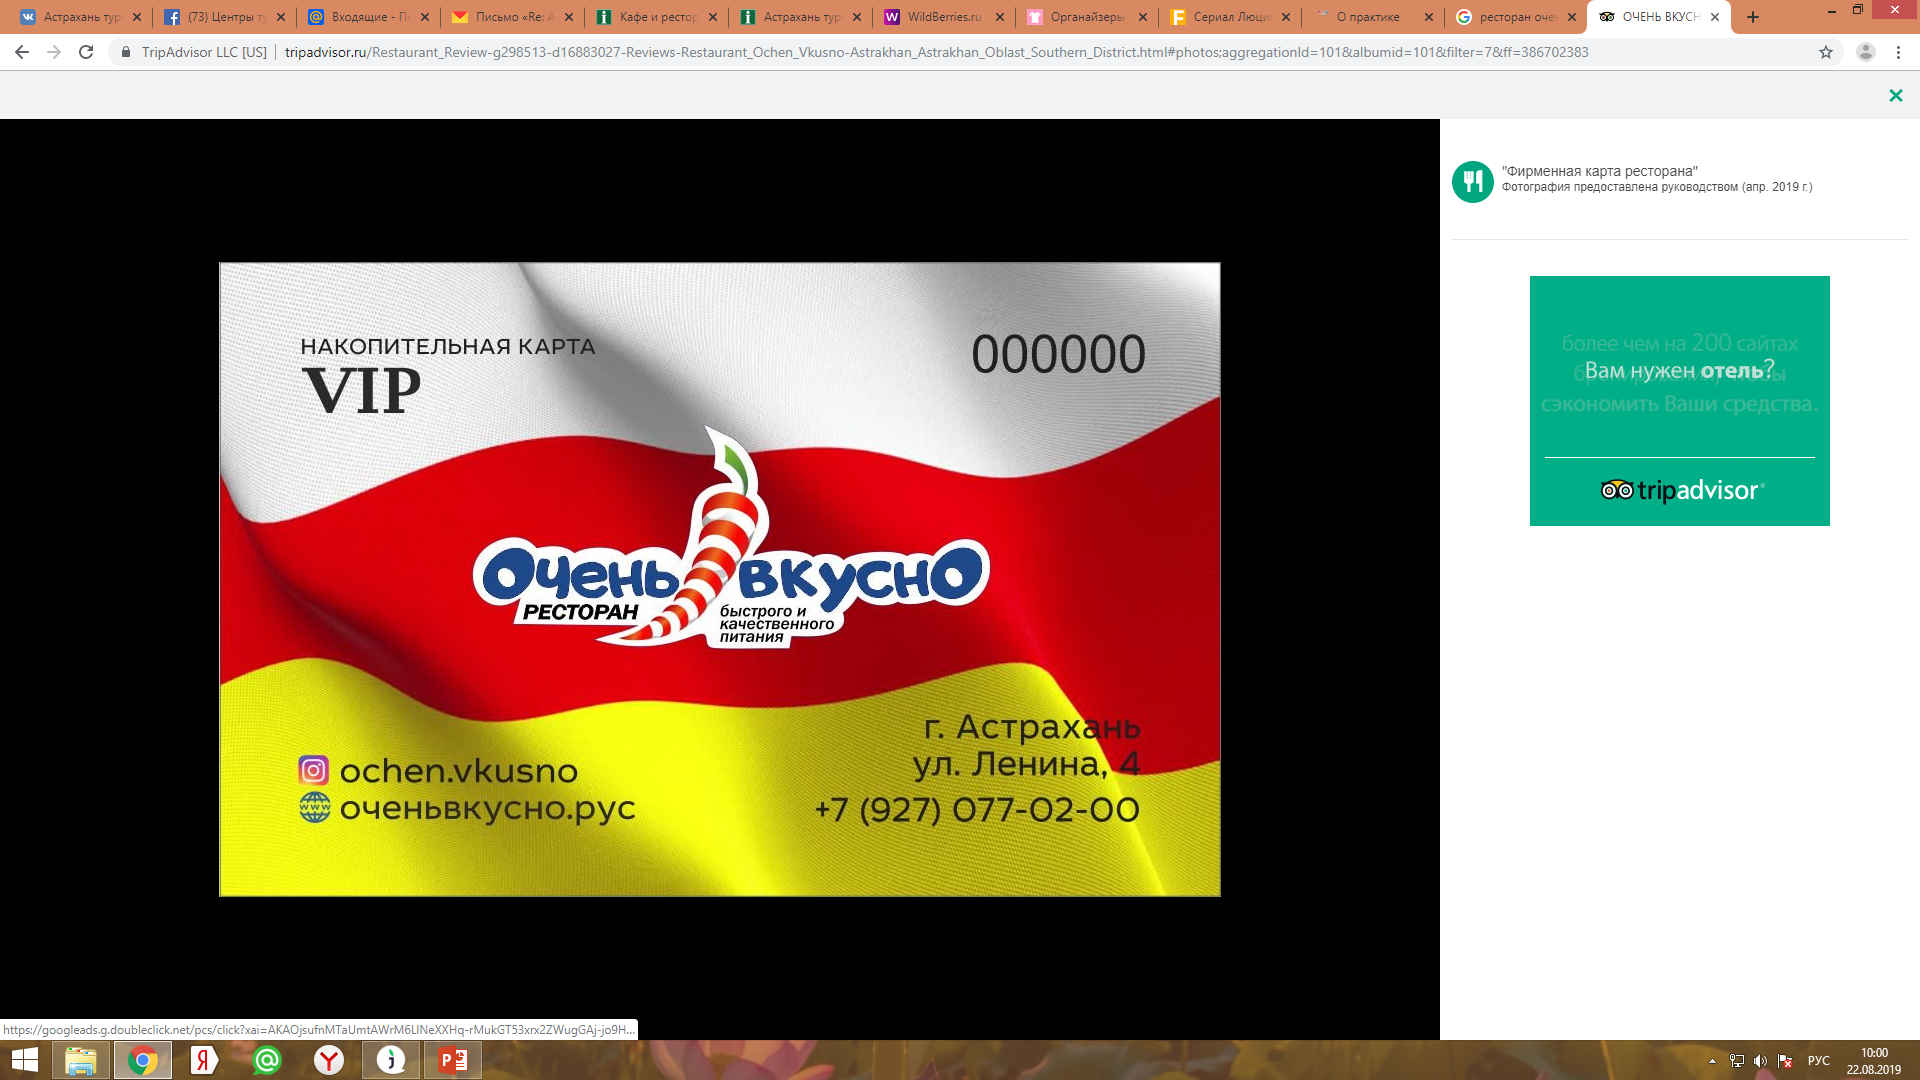 Астрахань тур
(73) Центры ту
Входящие - По
Письмо «Re: А
Кафе и рестор
Астрахань тур
WildBerries.ru
Органайзеры
Сериал Люци
О практике
ресторан очен
ОЧЕНЬ ВКУСН
TripAdvisor LLC [US]
tripadvisor.ru/Restaurant_Review-g298513-d16883027-Reviews-Restaurant_Ochen_Vkusno-Astrakhan_Astrakhan_Oblast_Southern_District.html#photos;aggregationId=101&albumid=101&filter=7&ff=386702383
"Фирменная карта ресторана"
Фотография предоставлена руководством (апр. 2019 г.)
НАКОПИТЕЛЬНАЯ КАРТА
VIP
000000
Очень вкусно
РЕСТОРАН
быстрого и
качественного
питания
ochen.vkusno
оченьвкусно.рус
г. Астрахань
ул. Ленина, 4
+7 (927) 077-02-00
более чем на 200 сайтах
Вам нужен отель?
сэкономить Ваши средства.
tripadvisor
https://googleads.g.doubleclick.net/pcs/click?xai=AKAOjsufnMTaUmtAWrM6LlNeXXHq-rMukGT53xrx2ZWugGAj-jo9H...
РУС
10:00
22.08.2019